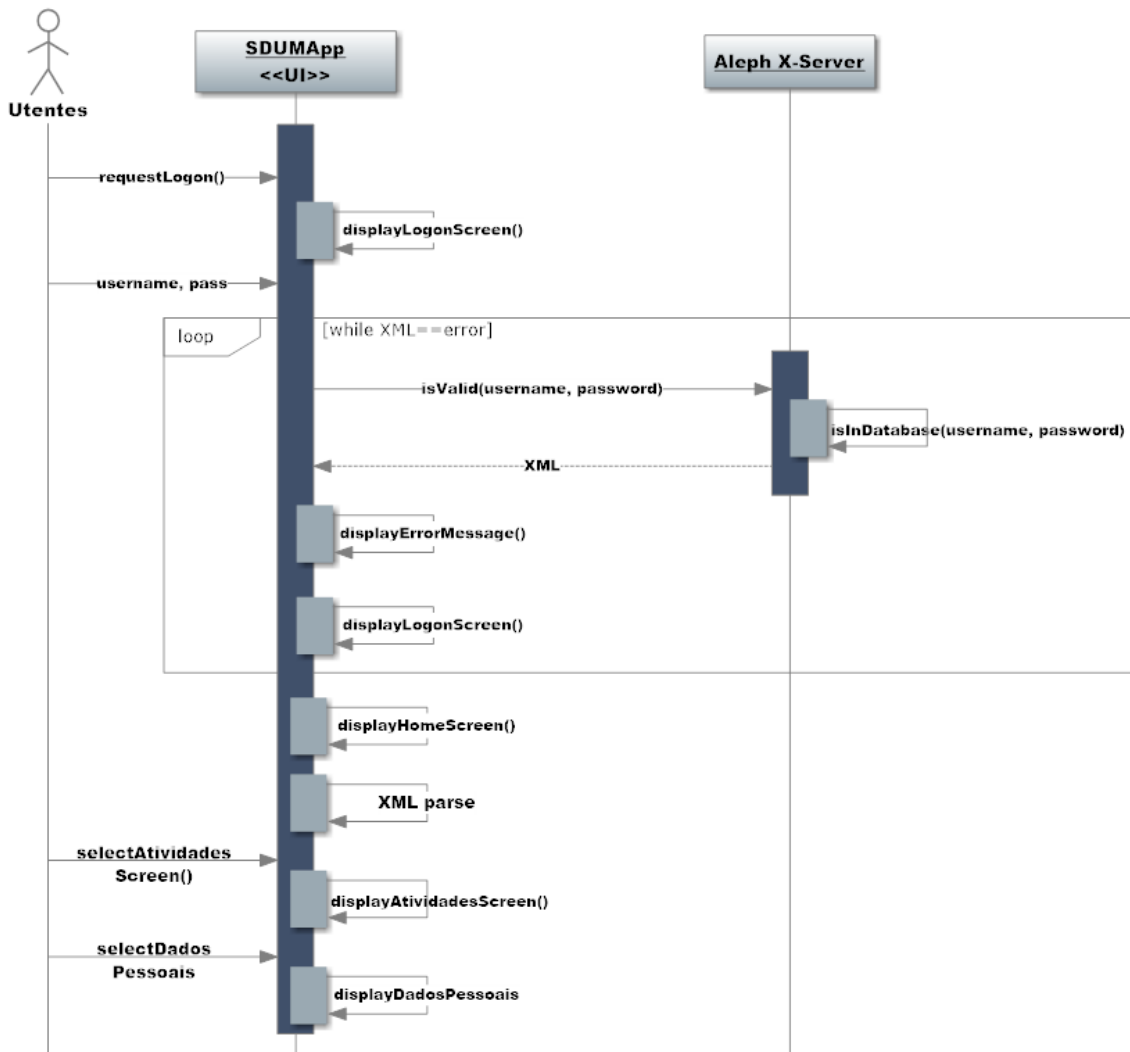 SDUMApp
<<UI>>
Aleph X-Server
Utentes
requestLogon()
displayLogonScreen()
username, pass
loop
[while XML==error]
isValid(username, password)
isInDatabase(username, password)
XML
displayErrorMessage()
displayLogonScreen()
displayHomeScreen()
XML parse
selectAtividades
Screen()
displayAtividadesScreen()
selectDados
Pessoais
displayDadosPessoais